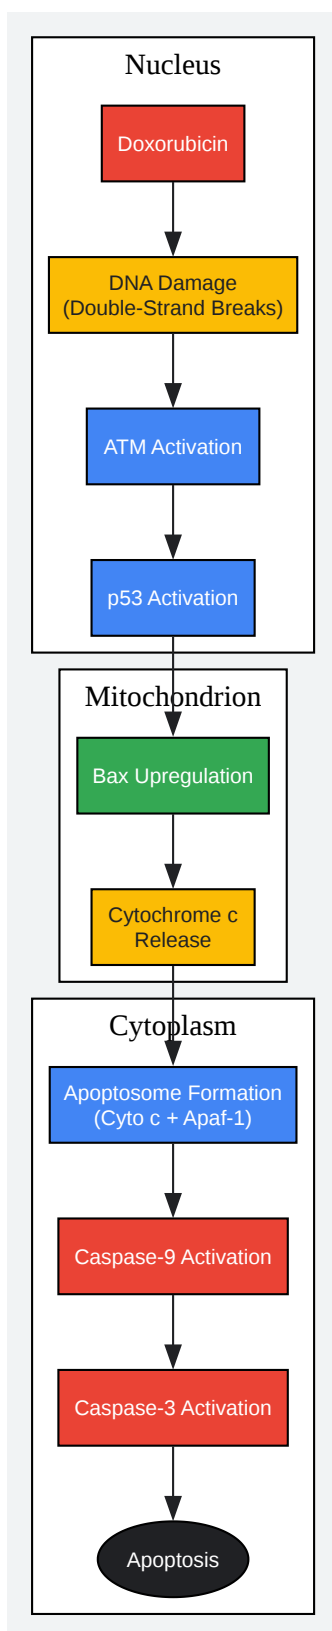 Nucleus
Doxorubicin
DNA Damage
(Double-Strand Breaks)
ATM Activation
p53 Activation
Mitochondrion
Bax Upregulation
Cytochrome c
Release
Cytoplasm
Apoptosome Formation
(Cyto c + Apaf-1)
Caspase-9 Activation
Caspase-3 Activation
Apoptosis